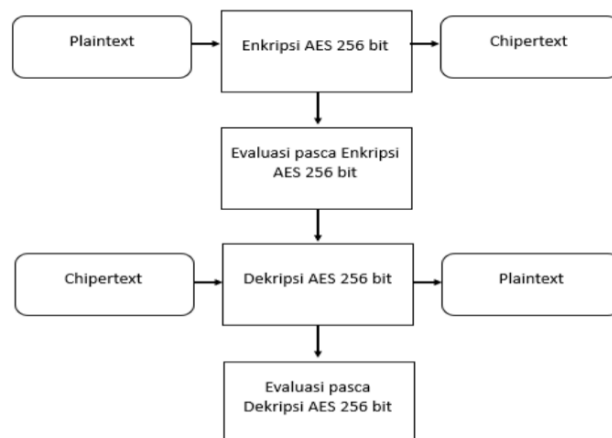 Plaintext
Enkripsi AES 256 bit
Chipertext
Evaluasi pasca Enkripsi
AES 256 bit
Chipertext
Dekripsi AES 256 bit
Plaintext
Evaluasi pasca
Dekripsi AES 256 bit